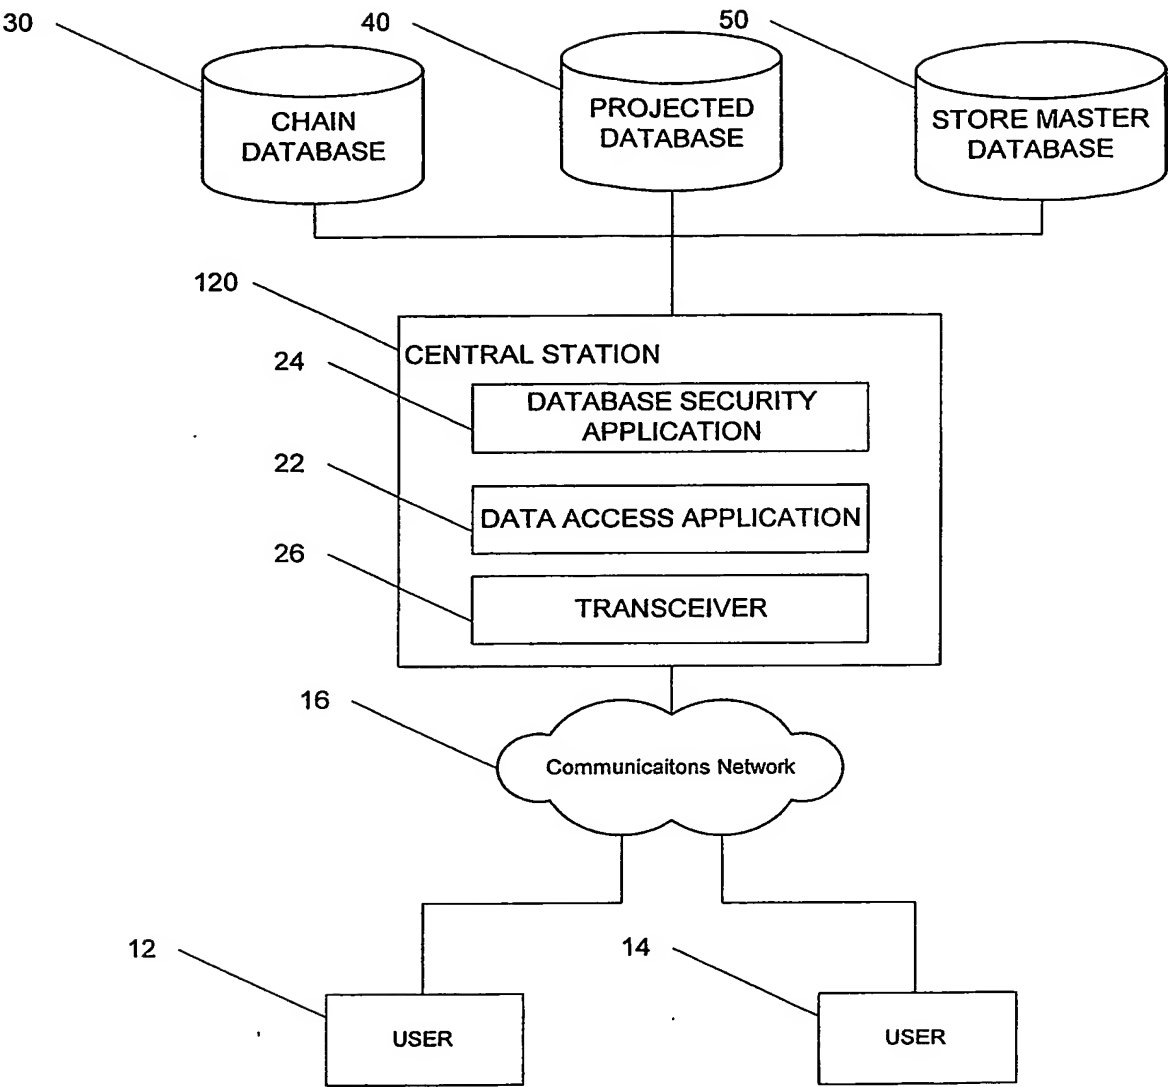 30
40
50
CHAIN
DATABASE
PROJECTED
DATABASE
STORE MASTER
DATABASE
120
CENTRAL STATION
24
DATABASE SECURITY
APPLICATION
22
DATA ACCESS APPLICATION
26
TRANSCEIVER
16
Communicaitons Network
12
14
USER
USER